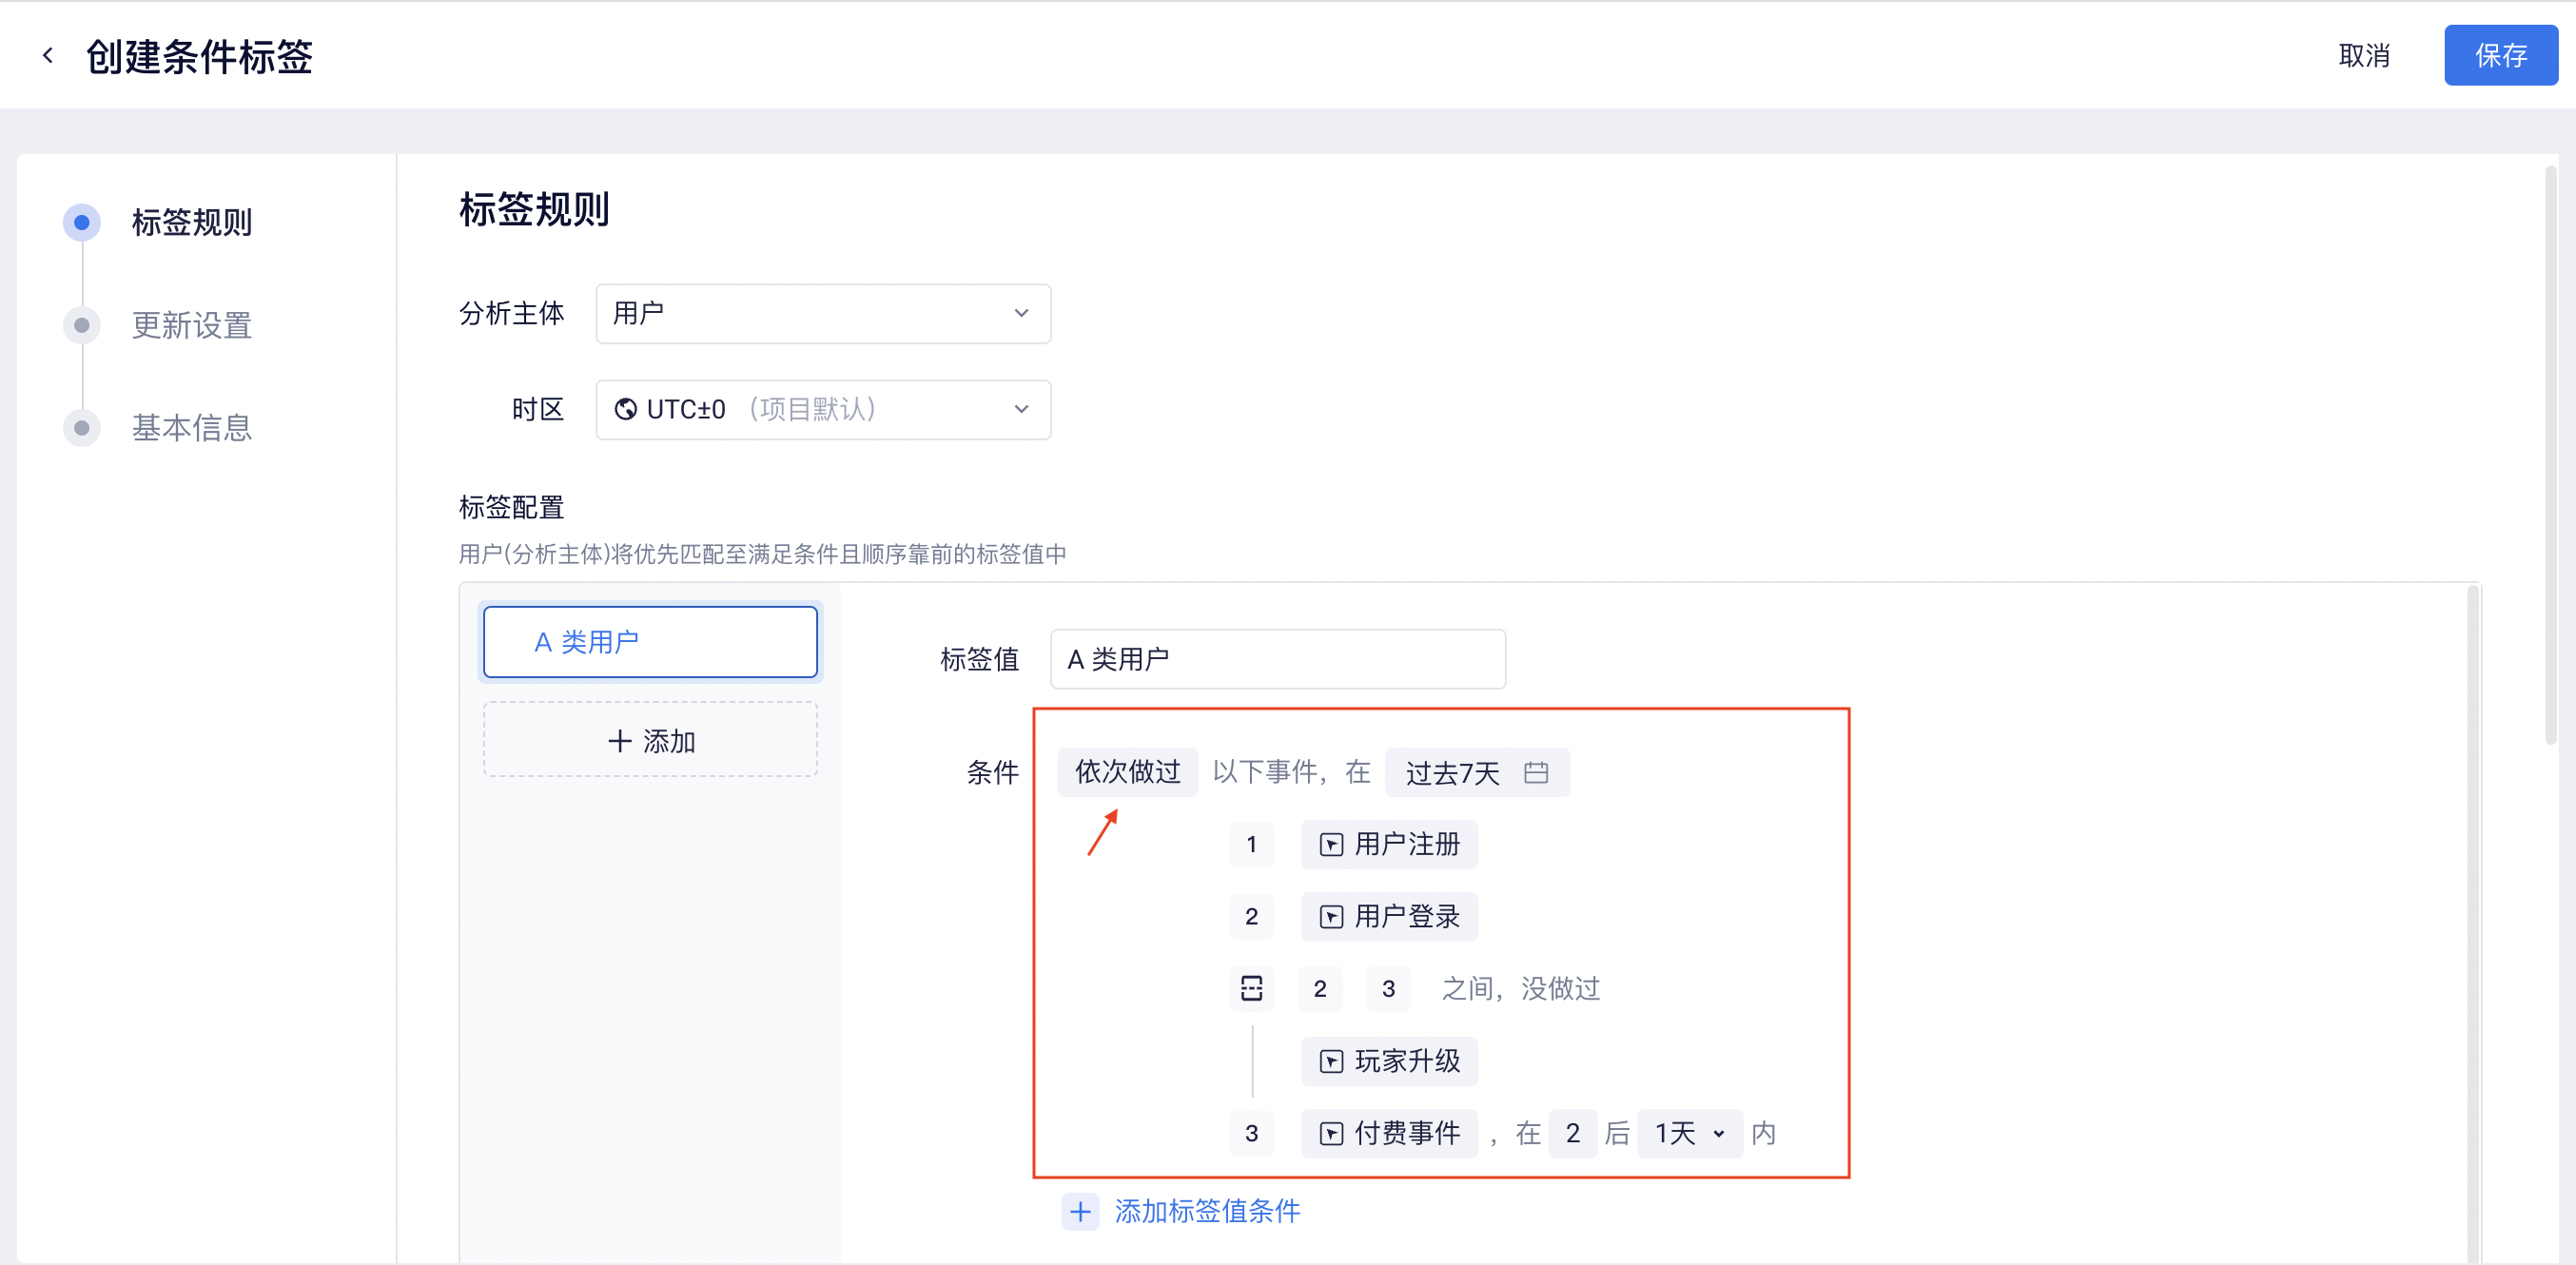 创建条件标签
取消
保存
标签规则
更新设置
基本信息
标签规则
分析主体
用户
时区
UTC±0 (项目默认)
标签配置
用户(分析主体)将优先匹配至满足条件且顺序靠前的标签值中
A 类用户
添加
标签值
A 类用户
条件
依次做过 以下事件，在 过去7天
1 用户注册
2 用户登录
2 3 之间，没做过
玩家升级
3 付费事件 ，在 2 后 1天 内
添加标签值条件